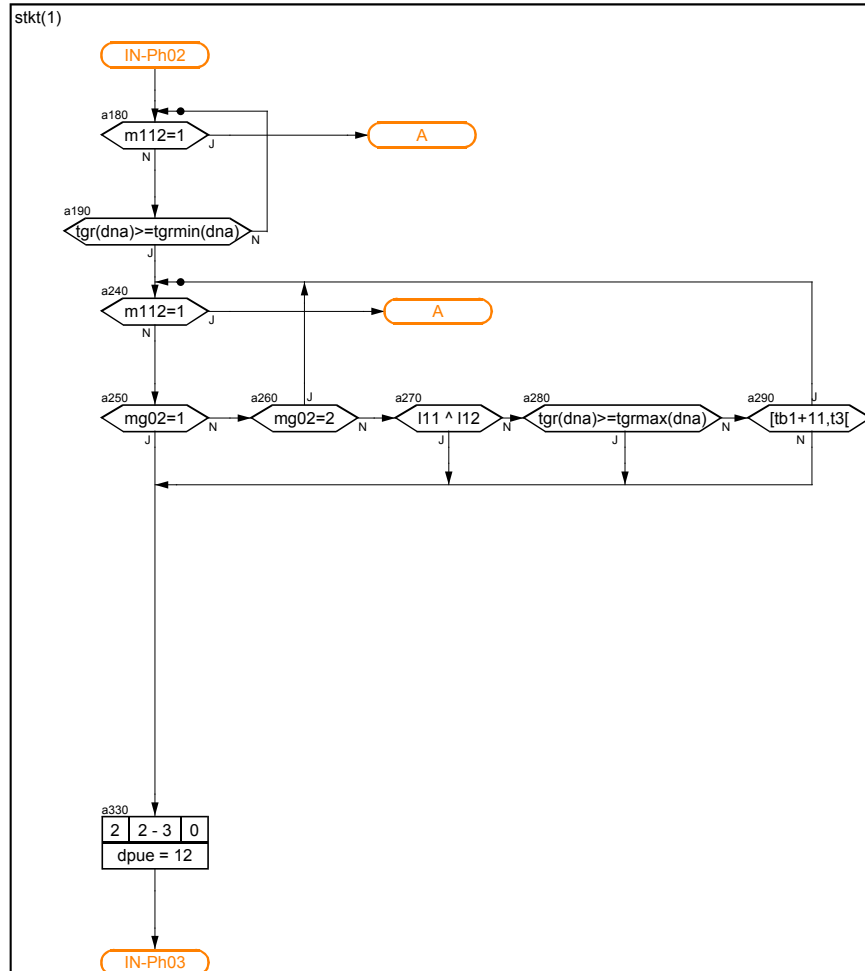 stkt(1)
IN-Ph02
a180
m112=1
J
A
N
a190
tgr(dna)>=tgrmin(dna)
N
J
a240
m112=1
J
A
N
a250
mg02=1
N
J
a260
mg02=2
J
N
a270
l11 ^ l12
N
J
a280
tgr(dna)>=tgrmax(dna)
N
J
a290
[tb1+11,t3[
J
N
a330
2 2 - 3 0
dpue = 12
IN-Ph03